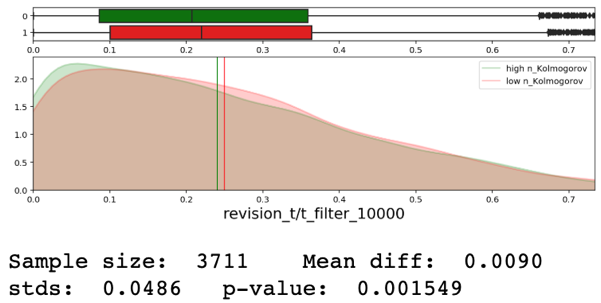 0
1
0.0 0.1 0.2 0.3 0.4 0.5 0.6 0.7
2.0
1.5
1.0
0.5
0.0
high n_Kolmogorov
low n_Kolmogorov
0.0 0.1 0.2 0.3 0.4 0.5 0.6 0.7
revision_t/t_filter_10000
Sample size: 3711 Mean diff: 0.0090
stds: 0.0486 p-value: 0.001549